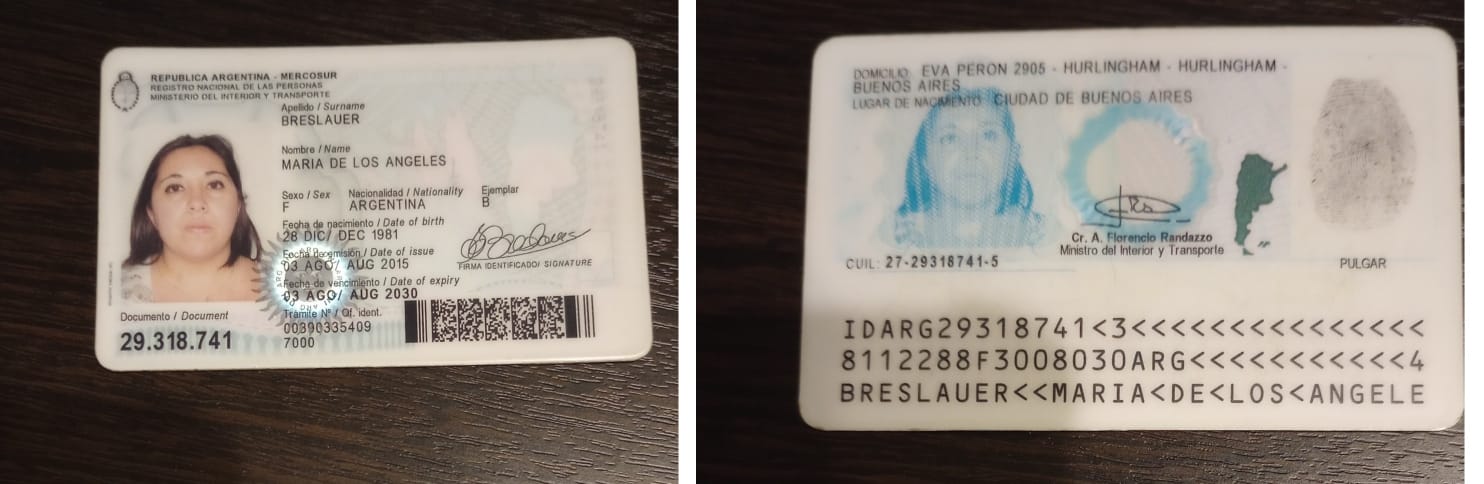 REPUBLICA ARGENTINA - MERCOSUR
REGISTRO NACIONAL DE LAS PERSONAS
MINISTERIO DEL INTERIOR Y TRANSPORTE
Apellido / Surname
BRESLAUER
Nombre / Name
MARIA DE LOS ANGELES
Sexo / Sex Nacionalidad / Nationality Ejemplar
F ARGENTINA B
Fecha de nacimiento / Date of birth
28 DIC/ DEC 1981
Fecha de emisión / Date of issue
03 AGO/ AUG 2015
FIRMA IDENTIFICADO/ SIGNATURE
Fecha de vencimiento / Date of expiry
03 AGO/ AUG 2030
Documento / Document
29.318.741
Trámite Nº / Of. ident.
00390335409
7000
DOMICILIO: EVA PERON 2905 - HURLINGHAM - HURLINGHAM -
BUENOS AIRES
LUGAR DE NACIMIENTO: CIUDAD DE BUENOS AIRES
Cr. A. Florencio Randazzo
Ministro del Interior y Transporte
CUIL: 27-29318741-5
PULGAR
IDARG29318741<3<<<<<<<<<<<<<<<
8112288F3008030ARG<<<<<<<<<<<4
BRESLAUER<<MARIA<DE<LOS<ANGELE